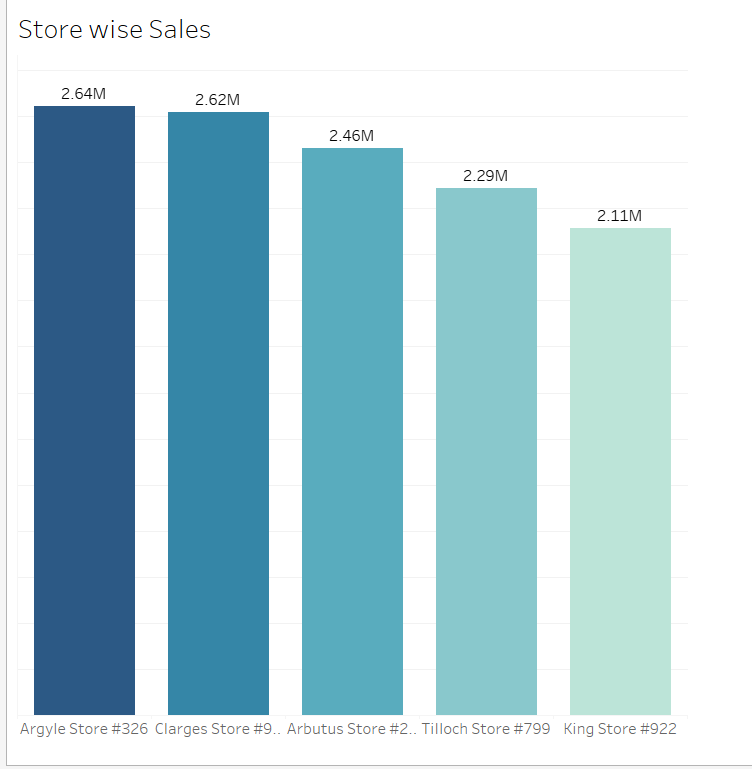 Store wise Sales
2.64M
2.62M
2.46M
2.29M
2.11M
Argyle Store #326 Clarges Store #9.. Arbutus Store #2.. Tilloch Store #799 King Store #922